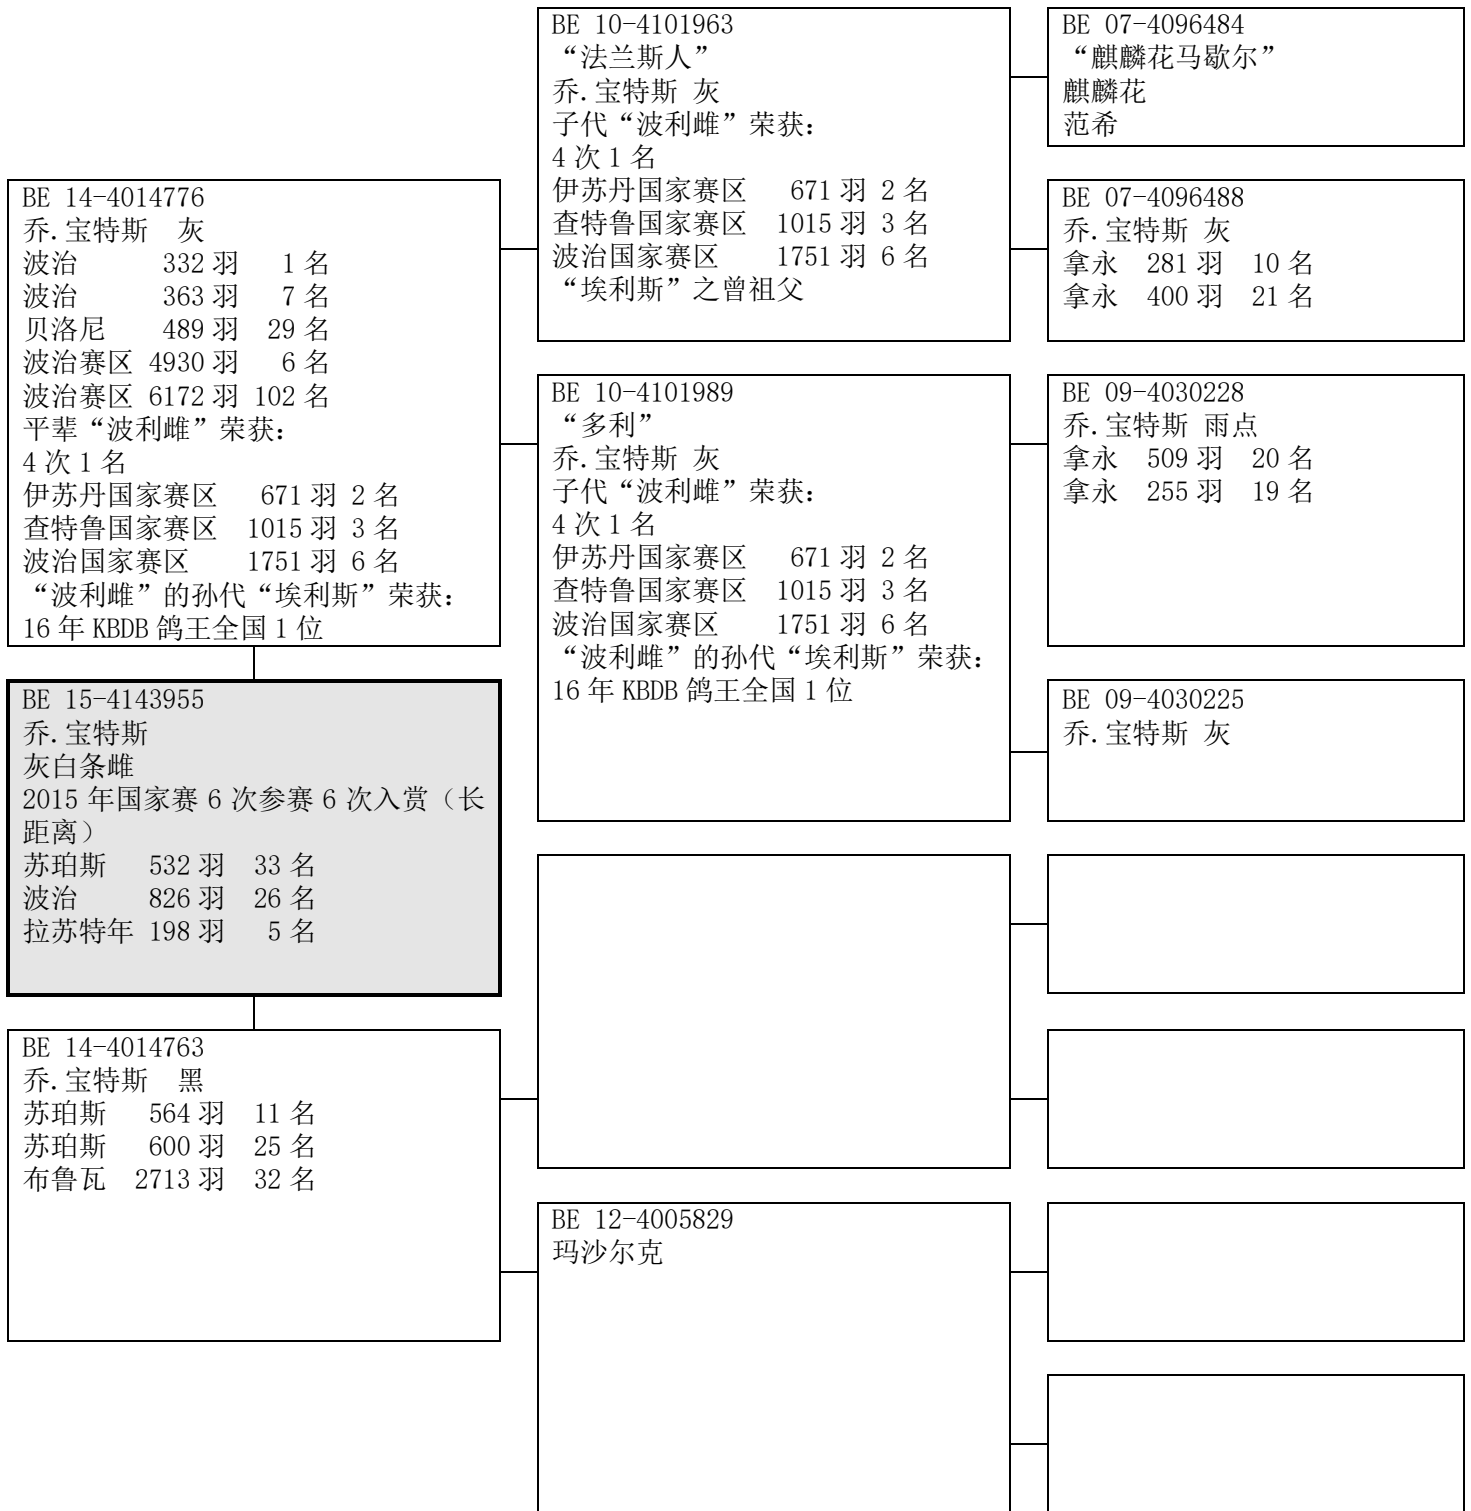 BE 14-4014776
乔.宝特斯 灰
波治 332羽 1名
波治 363羽 7名
贝洛尼 489羽 29名
波治赛区 4930羽 6名
波治赛区 6172羽 102名
平辈“波利雌”荣获：
4次1名
伊苏丹国家赛区 671羽 2名
查特鲁国家赛区 1015羽 3名
波治国家赛区 1751羽 6名
“波利雌”的孙代“埃利斯”荣获：
16年KBDB鸽王全国1位
BE 15-4143955
乔.宝特斯
灰白条雌
2015年国家赛6次参赛6次入赏（长
距离）
苏珀斯 532羽 33名
波治 826羽 26名
拉苏特年 198羽 5名
BE 14-4014763
乔.宝特斯 黑
苏珀斯 564羽 11名
苏珀斯 600羽 25名
布鲁瓦 2713羽 32名
BE 10-4101963
“法兰斯人”
乔.宝特斯 灰
子代“波利雌”荣获：
4次1名
伊苏丹国家赛区 671羽 2名
查特鲁国家赛区 1015羽 3名
波治国家赛区 1751羽 6名
“埃利斯”之曾祖父
BE 10-4101989
“多利”
乔.宝特斯 灰
子代“波利雌”荣获：
4次1名
伊苏丹国家赛区 671羽 2名
查特鲁国家赛区 1015羽 3名
波治国家赛区 1751羽 6名
“波利雌”的孙代“埃利斯”荣获：
16年KBDB鸽王全国1位
BE 12-4005829
玛沙尔克
BE 07-4096484
“麒麟花马歇尔”
麒麟花
范希
BE 07-4096488
乔.宝特斯 灰
拿永 281羽 10名
拿永 400羽 21名
BE 09-4030228
乔.宝特斯 雨点
拿永 509羽 20名
拿永 255羽 19名
BE 09-4030225
乔.宝特斯 灰